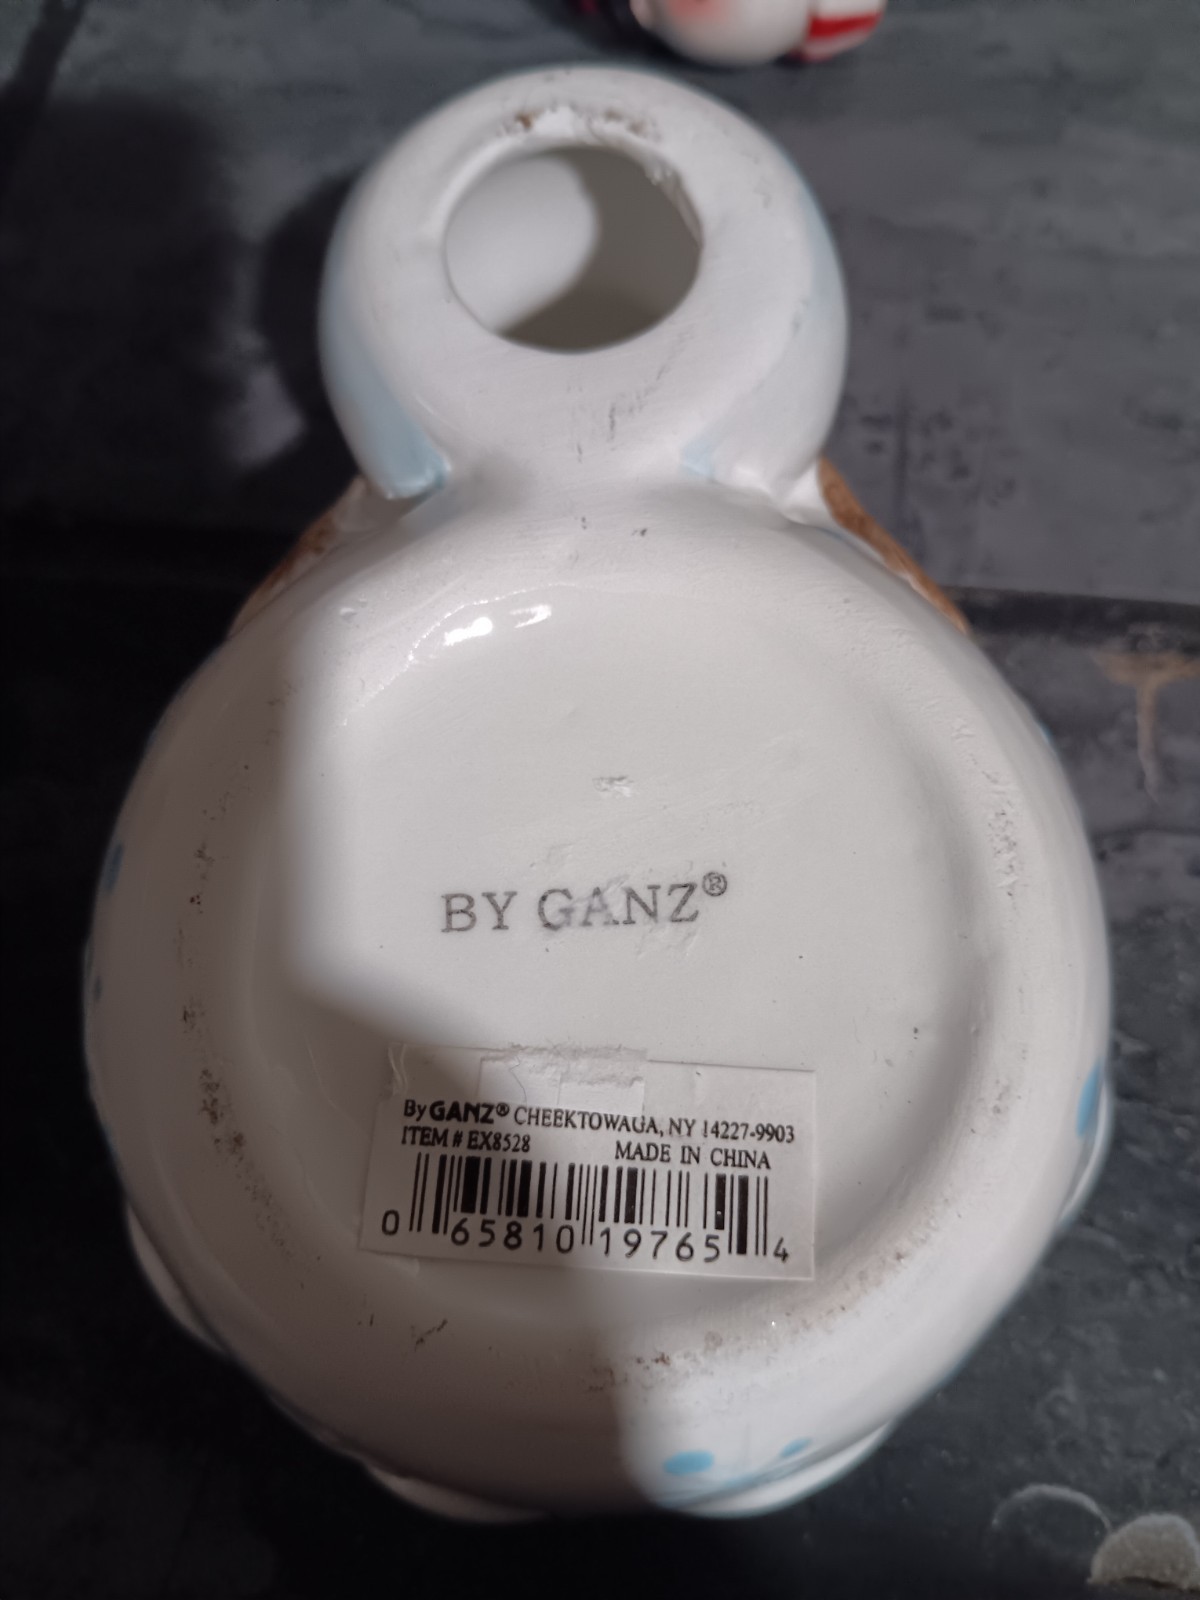 BY GANZ®
By GANZ® CHEEKTOWAGA, NY 14227-9903
ITEM # EX8528 MADE IN CHINA
0 65810 19765 4